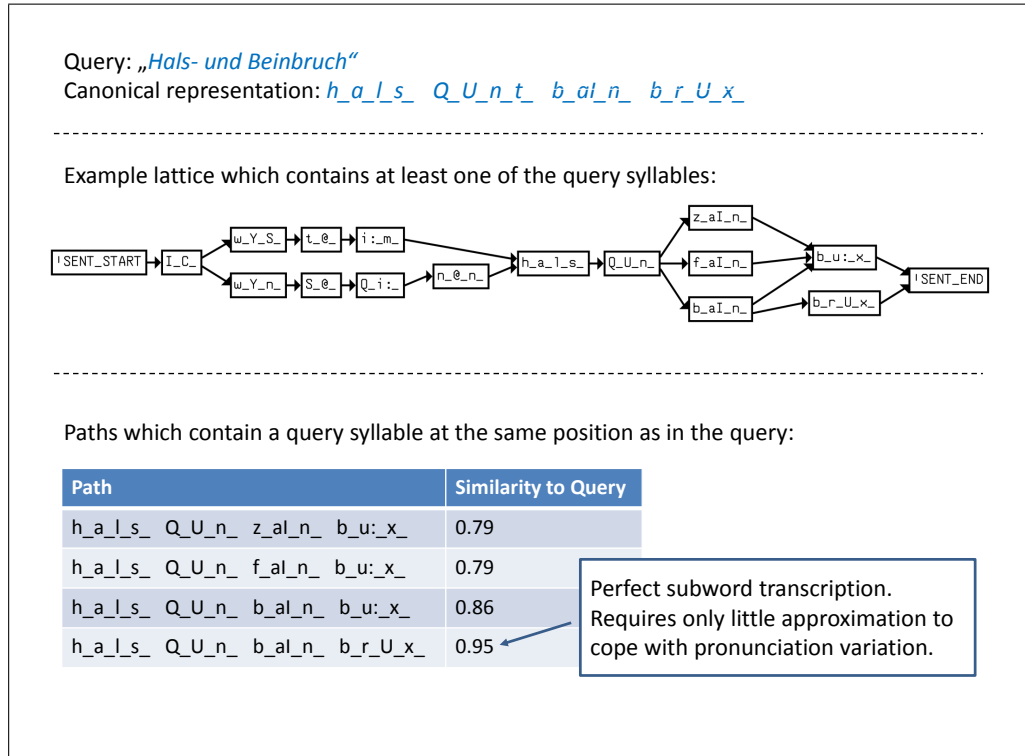 Query: „Hals- und Beinbruch“
Canonical representation: h_a_l_s_ Q_U_n_t_ b_aI_n_ b_r_U_x_
Example lattice which contains at least one of the query syllables:
z_aI_n_
w_Y_S_ t_@_ i:_m_
!SENT_START I_C_ h_a_l_s_ Q_U_n_ f_aI_n_ b_u:_x_
w_Y_n_ S_@_ Q_i:_ n_@_n_ !SENT_END
b_aI_n_ b_r_U_x_
Paths which contain a query syllable at the same position as in the query:
Path Similarity to Query
h_a_l_s_ Q_U_n_ z_aI_n_ b_u:_x_ 0.79
h_a_l_s_ Q_U_n_ f_aI_n_ b_u:_x_ 0.79
h_a_l_s_ Q_U_n_ b_aI_n_ b_u:_x_ 0.86
h_a_l_s_ Q_U_n_ b_aI_n_ b_r_U_x_ 0.95
Perfect subword transcription.
Requires only little approximation to
cope with pronunciation variation.